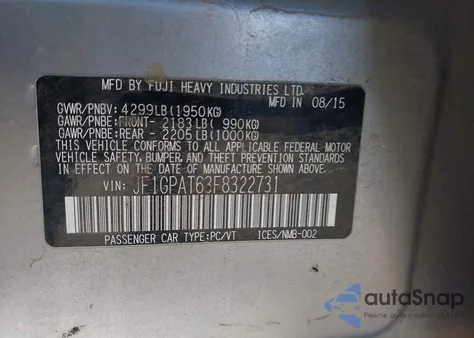 MFD BY FUJI HEAVY INDUSTRIES LTD.
MFD IN 08/15
GVWR/PNBV: 4299LB(1950KG)
GAWR/PNBE: FRONT- 2183LB( 990KG)
GAWR/PNBE: REAR - 2205LB(1000KG)
THIS VEHICLE CONFORMS TO ALL APPLICABLE FEDERAL MOTOR
VEHICLE SAFETY, BUMPER, AND THEFT PREVENTION STANDARDS
IN EFFECT ON THE DATE OF MANUFACTURE SHOWN ABOVE.
VIN: JF1GPAT63F8322731
PASSENGER CAR TYPE:PC/VT ICES/NMB-002
autoSnap